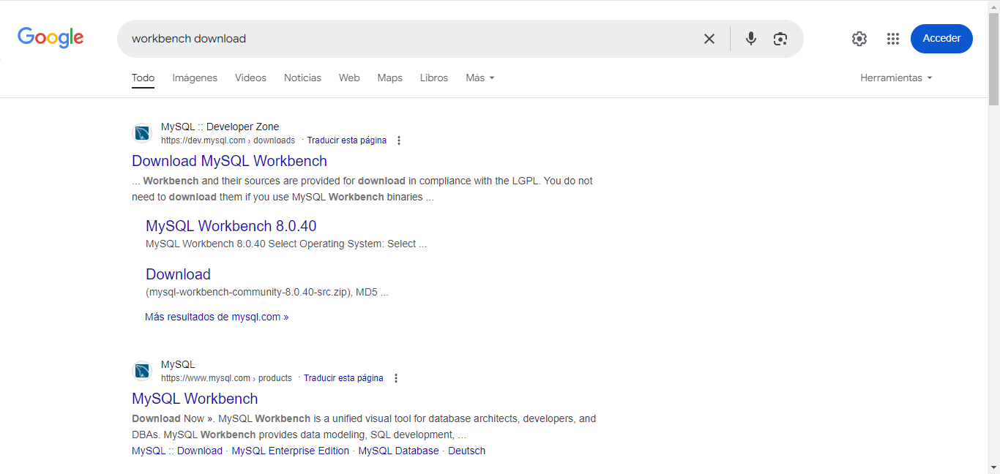 Google
workbench download
Acceder
Todo Imágenes Videos Noticias Web Maps Libros Más Herramientas
MySQL :: Developer Zone
https://dev.mysql.com › downloads · Traducir esta página
Download MySQL Workbench
... Workbench and their sources are provided for download in compliance with the LGPL. You do not
need to download them if you use MySQL Workbench binaries ...
MySQL Workbench 8.0.40
MySQL Workbench 8.0.40 Select Operating System: Select ...
Download
(mysql-workbench-community-8.0.40-src.zip), MD5 ...
Más resultados de mysql.com »
MySQL
https://www.mysql.com › products · Traducir esta página
MySQL Workbench
Download Now ». MySQL Workbench is a unified visual tool for database architects, developers, and
DBAs. MySQL Workbench provides data modeling, SQL development, ...
MySQL :: Download · MySQL Enterprise Edition · MySQL Database · Deutsch